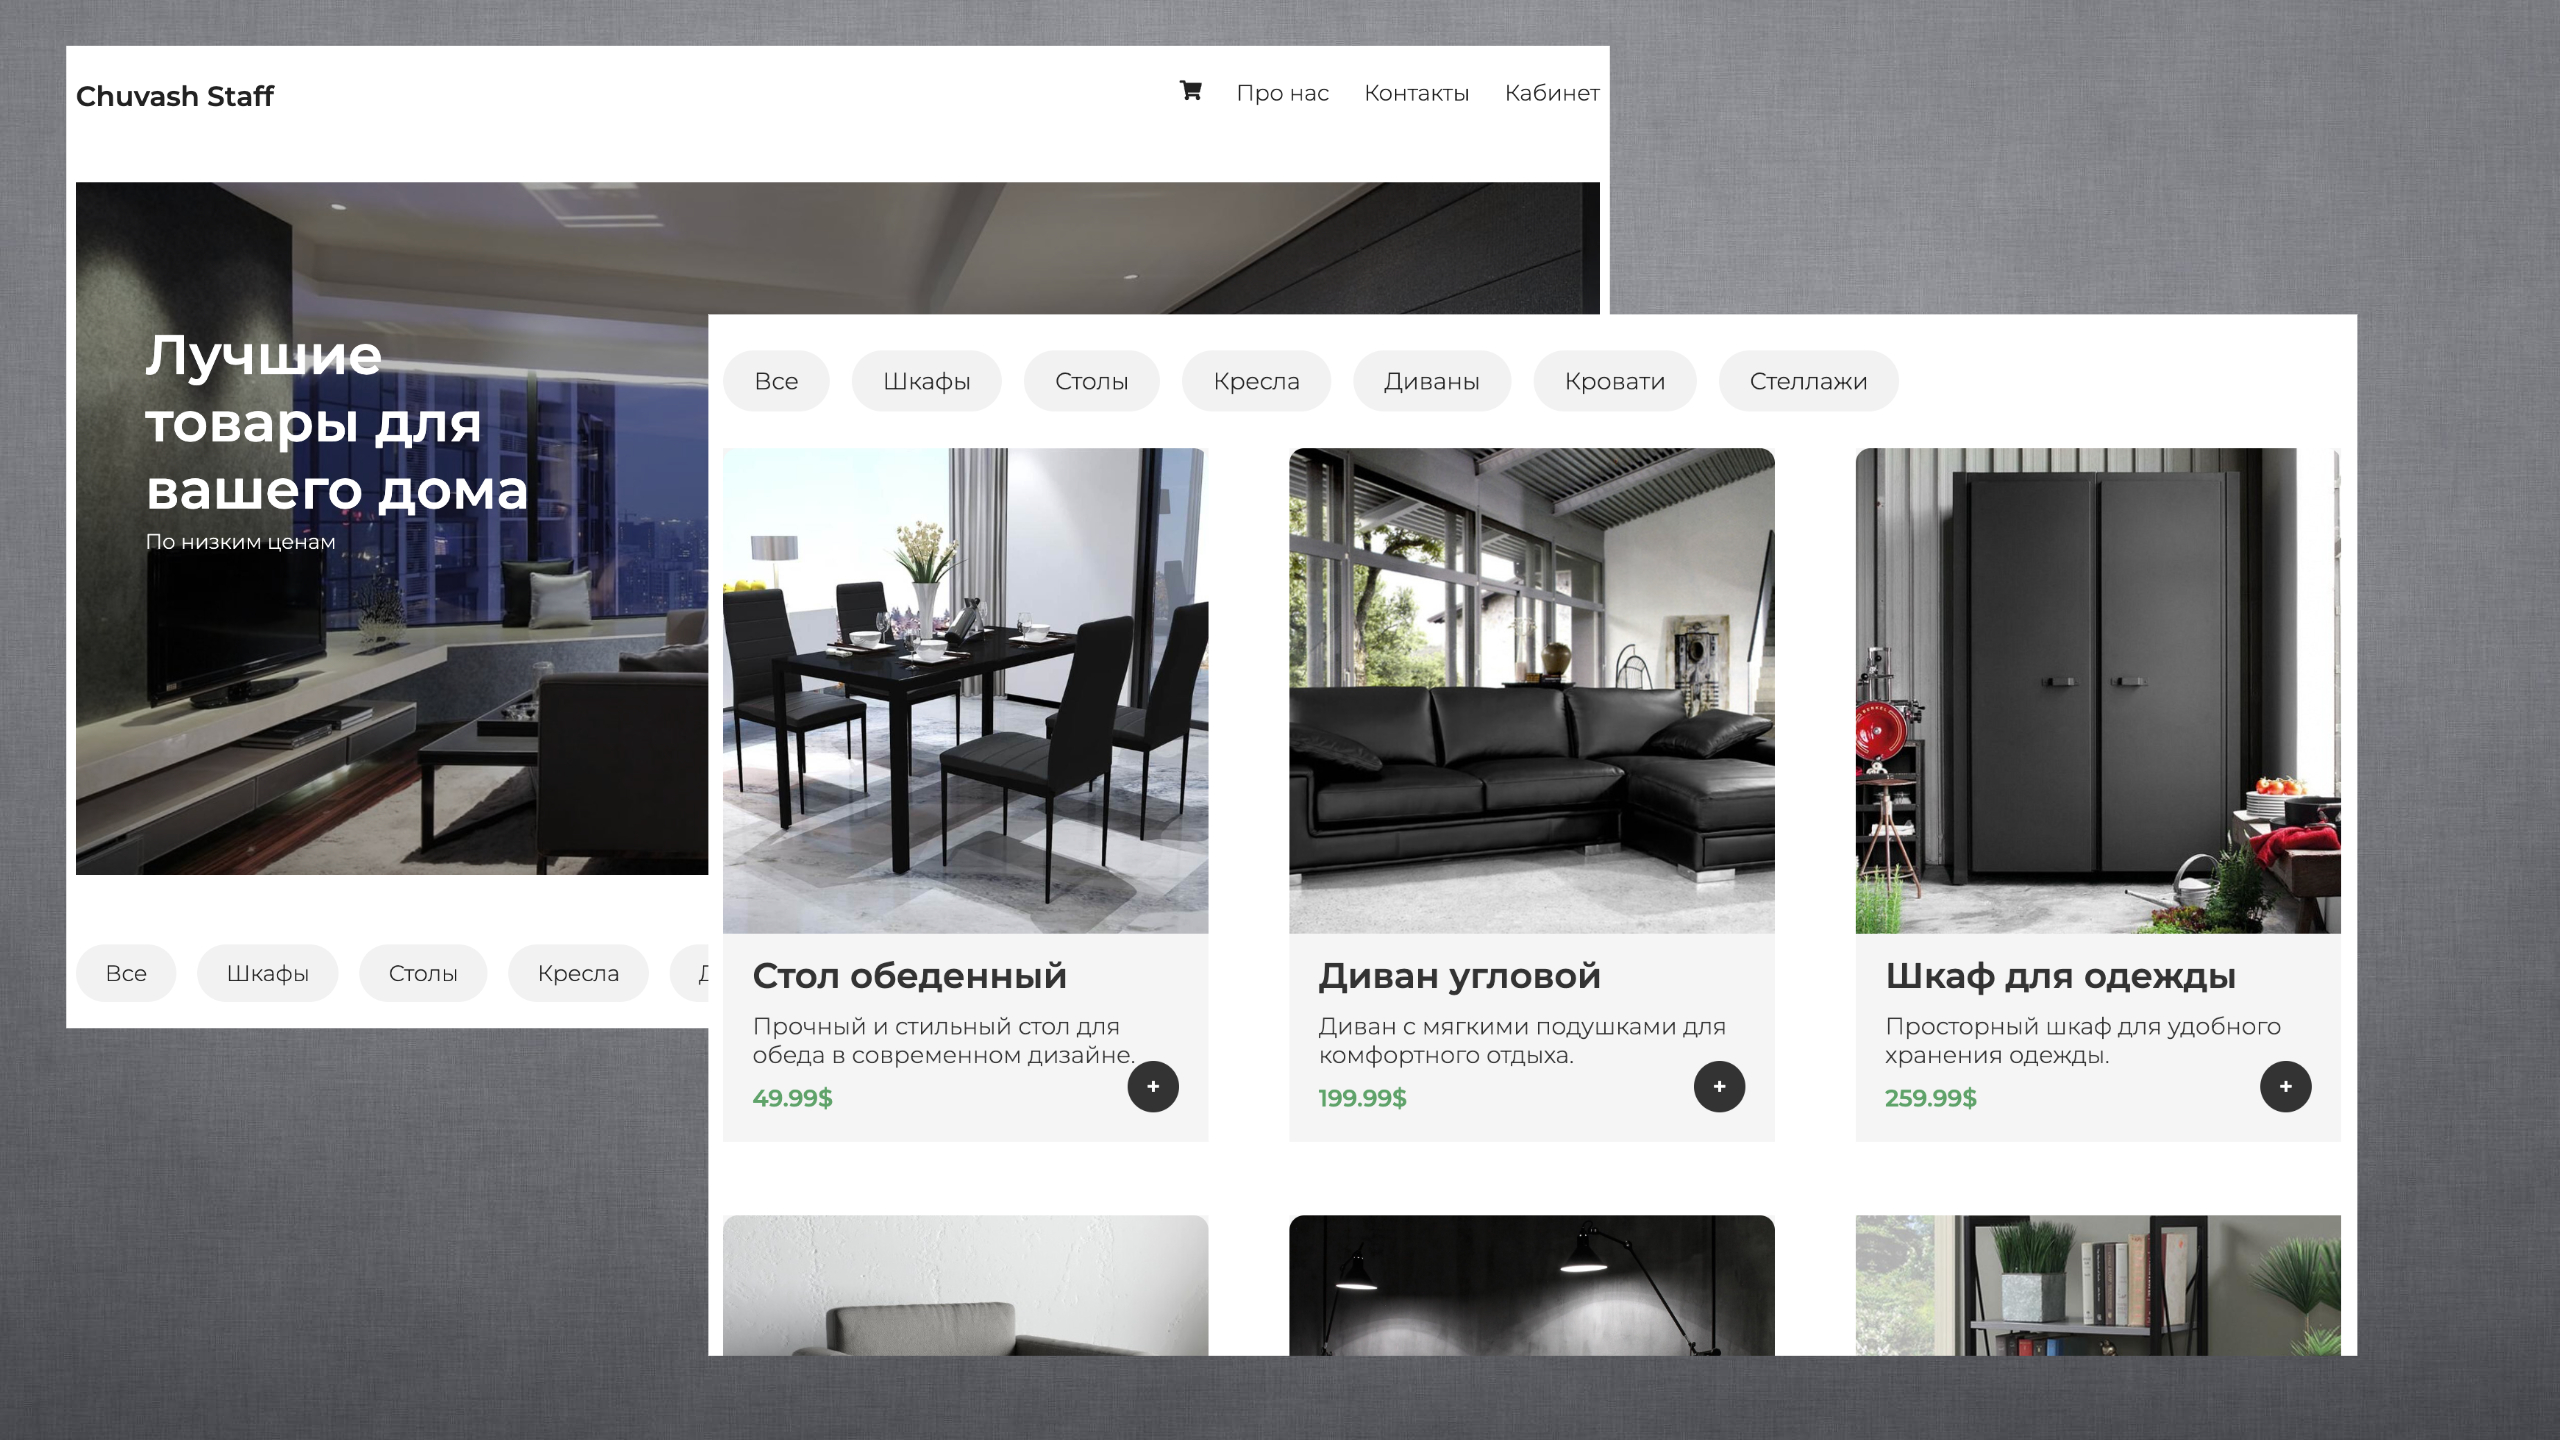 Chuvash Staff
Про нас
Контакты
Кабинет
Лучшие
товары для
вашего дома
По низким ценам
Все
Шкафы
Столы
Кресла
Все
Шкафы
Столы
Кресла
Диваны
Кровати
Стеллажи
Стол обеденный
Прочный и стильный стол для
обеда в современном дизайне.
49.99$
+
Диван угловой
Диван с мягкими подушками для
комфортного отдыха.
199.99$
+
Шкаф для одежды
Просторный шкаф для удобного
хранения одежды.
259.99$
+